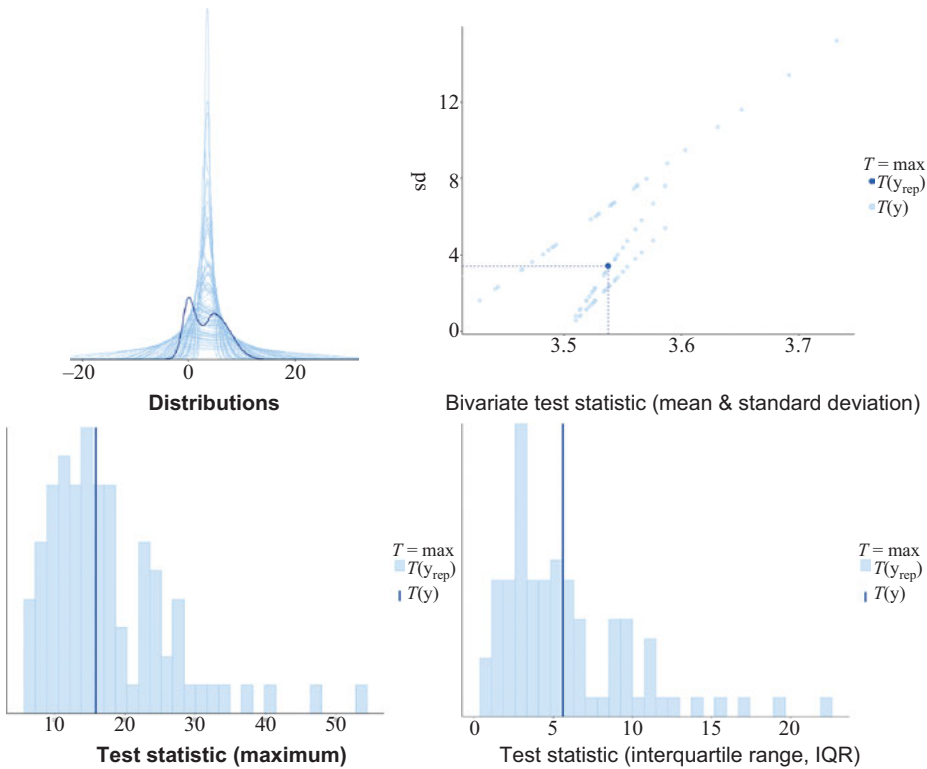 −20
0
20
Distributions
sd
12
8
4
0
3.5
3.6
3.7
T = max
T(yrep)
T(y)
Bivariate test statistic (mean & standard deviation)
10
20
30
40
50
T = max
T(yrep)
T(y)
Test statistic (maximum)
0
5
10
15
20
T = max
T(yrep)
T(y)
Test statistic (interquartile range, IQR)